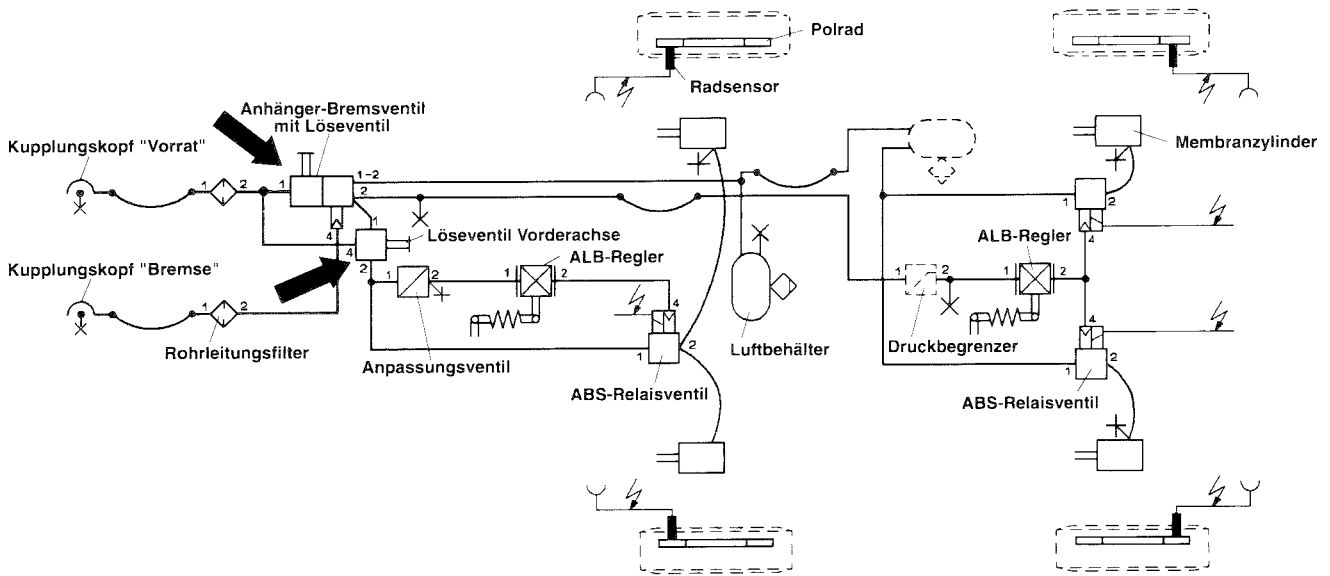 Polrad
Radsensor
Anhänger-Bremsventil
mit Löseventil
Kupplungskopf "Vorrat"
Membranzylinder
1 2 1 1-2
2
1 2
4 1
4
Löseventil Vorderachse
2
ALB-Regler
ALB-Regler
Kupplungskopf "Bremse"
1 2 1 2
4
1 2 1 2
4
1 2
Rohrleitungsfilter
Anpassungsventil
Luftbehälter
Druckbegrenzer
4
1 2
1 2
ABS-Relaisventil
ABS-Relaisventil